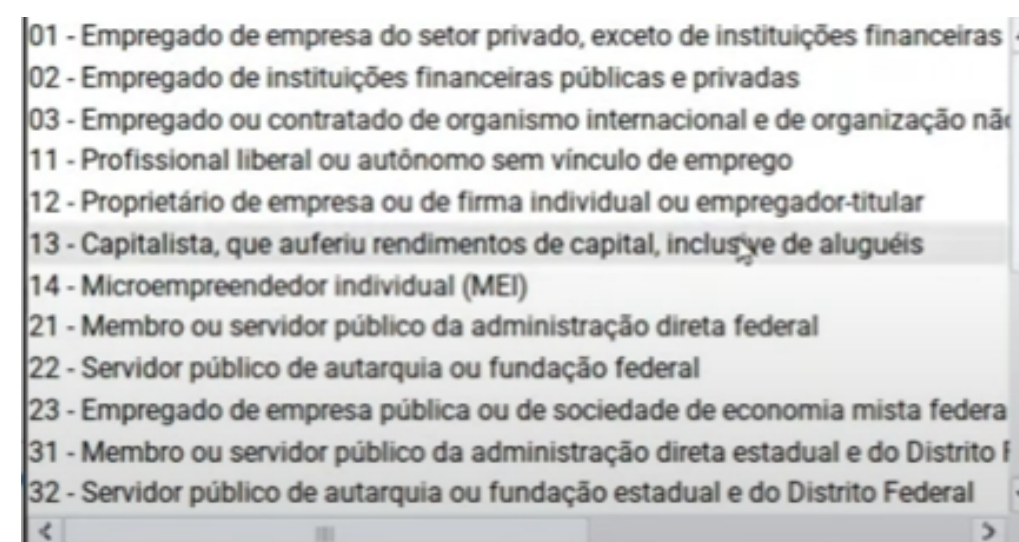 01 - Empregado de empresa do setor privado, exceto de instituições financeiras
02 - Empregado de instituições financeiras públicas e privadas
03 - Empregado ou contratado de organismo internacional e de organização nã
11 - Profissional liberal ou autônomo sem vínculo de emprego
12 - Proprietário de empresa ou de firma individual ou empregador-titular
13 - Capitalista, que auferiu rendimentos de capital, inclusive de aluguéis
14 - Microempreendedor individual (MEI)
21 - Membro ou servidor público da administração direta federal
22 - Servidor público de autarquia ou fundação federal
23 - Empregado de empresa pública ou de sociedade de economia mista federa
31 - Membro ou servidor público da administração direta estadual e do Distrito F
32 - Servidor público de autarquia ou fundação estadual e do Distrito Federal